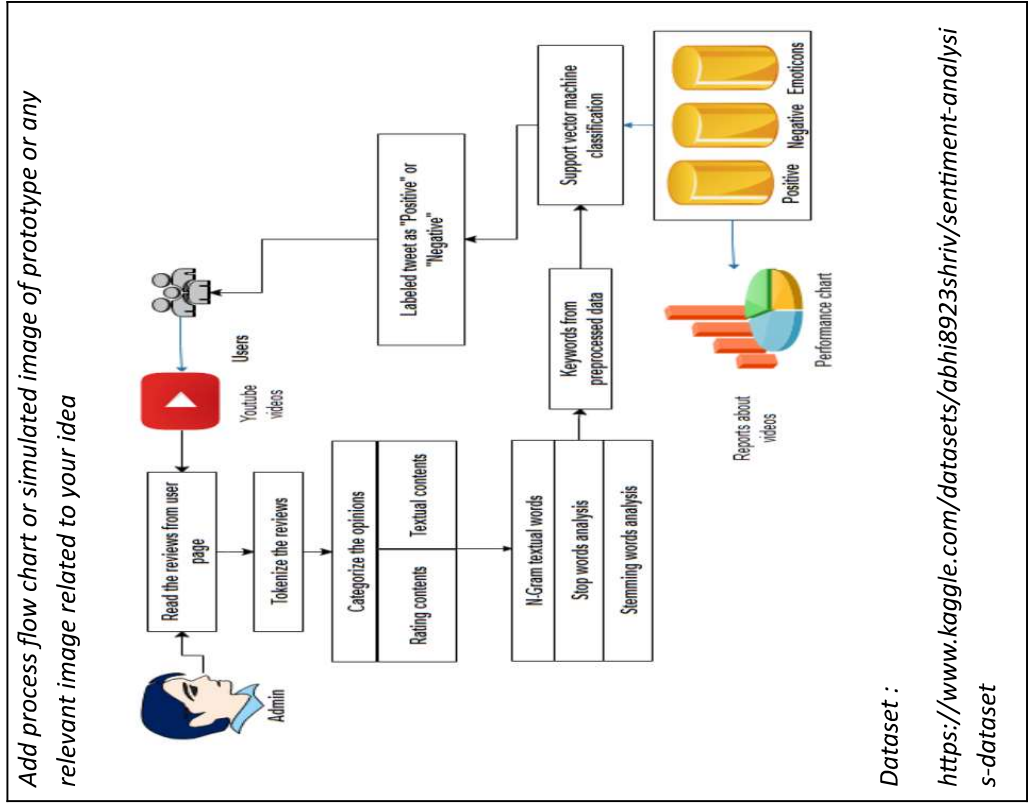 Add process flow chart or simulated image of prototype or any
relevant image related to your idea
Admin
Read the reviews from user
page
Youtube
videos
Users
Tokenize the reviews
Categorize the opinions
Rating contents
Textual contents
Labeled tweet as "Positive" or
"Negative"
N-Gram textual words
Stop words analysis
Stemming words analysis
Keywords from
preprocessed data
Support vector machine
classification
Positive
Negative
Emoticons
Reports about
videos
Performance chart
Dataset :
https://www.kaggle.com/datasets/abhi8923shriv/sentiment-analysi
s-dataset